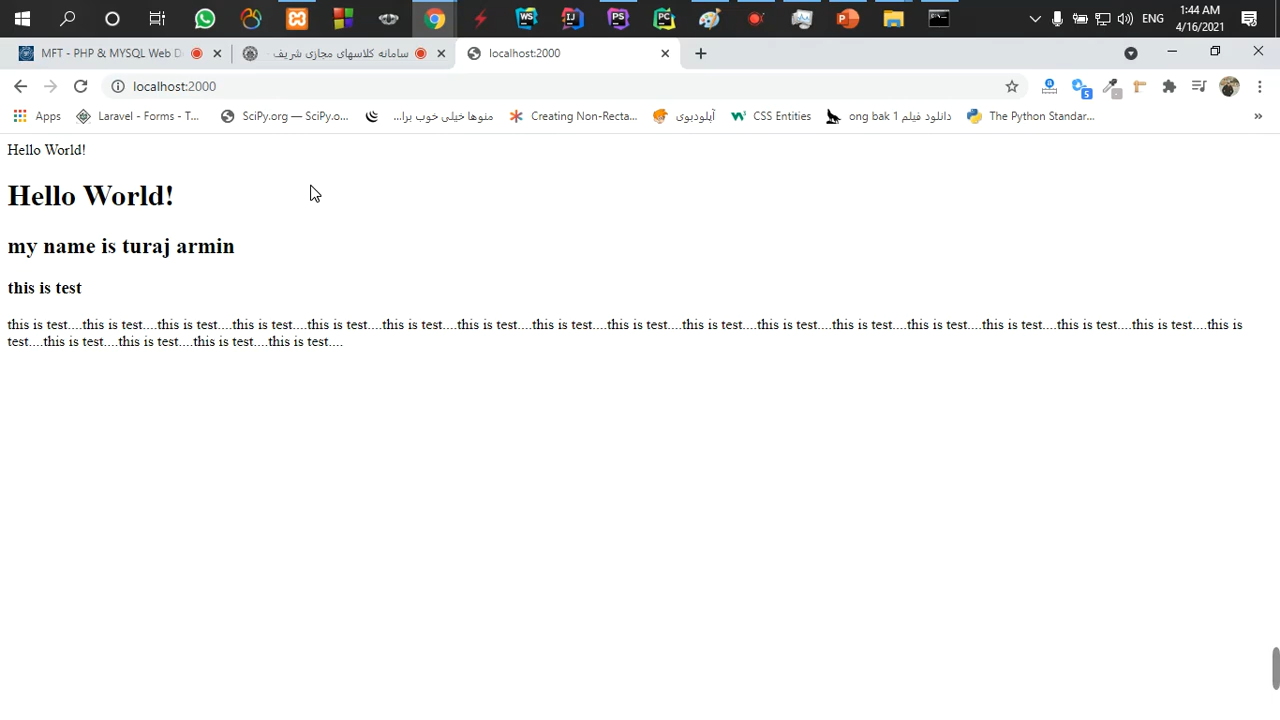 1:44 AM
ENG
4/16/2021
MFT - PHP & MYSQL Web D
سامانه کلاسهای مجازی شریف
localhost:2000
localhost:2000
5
Apps
Laravel - Forms - T...
SciPy.org — SciPy.o...
منوها خیلی خوب برا...
Creating Non-Recta...
آپلودبوی
CSS Entities
دانلود فیلم ong bak 1
The Python Standar...
Hello World!
Hello World!
my name is turaj armin
this is test
this is test....this is test....this is test....this is test....this is test....this is test....this is test....this is test....this is test....this is test....this is test....this is test....this is test....this is test....this is test....this is test....this is
test....this is test....this is test....this is test....this is test....